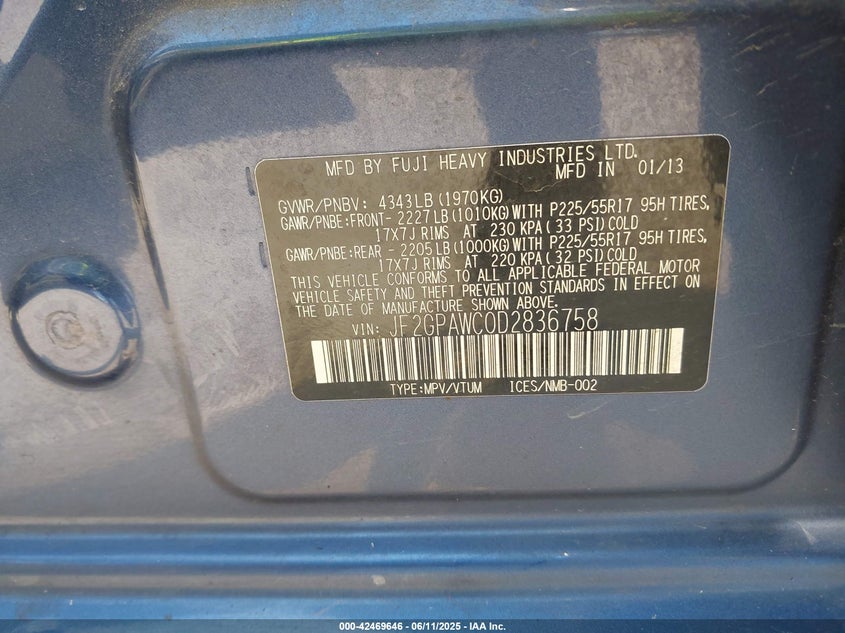 MFD BY FUJI HEAVY INDUSTRIES LTD.
MFD IN 01/13
GVWR/PNBV: 4343LB (1970KG)
GAWR/PNBE:FRONT- 2227LB (1010KG) WITH P225/55R17 95H TIRES,
17X7J RIMS AT 230 KPA ( 33 PSI) COLD
GAWR/PNBE:REAR - 2205LB (1000KG) WITH P225/55R17 95H TIRES,
17X7J RIMS AT 220 KPA ( 32 PSI) COLD
THIS VEHICLE CONFORMS TO ALL APPLICABLE FEDERAL MOTOR
VEHICLE SAFETY AND THEFT PREVENTION STANDARDS IN EFFECT ON
THE DATE OF MANUFACTURE SHOWN ABOVE.
VIN: JF2GPAWC0D2836758
TYPE:MPV/VTUM ICES/NMB-002
000-42469646 - 06/11/2025 - IAA Inc.